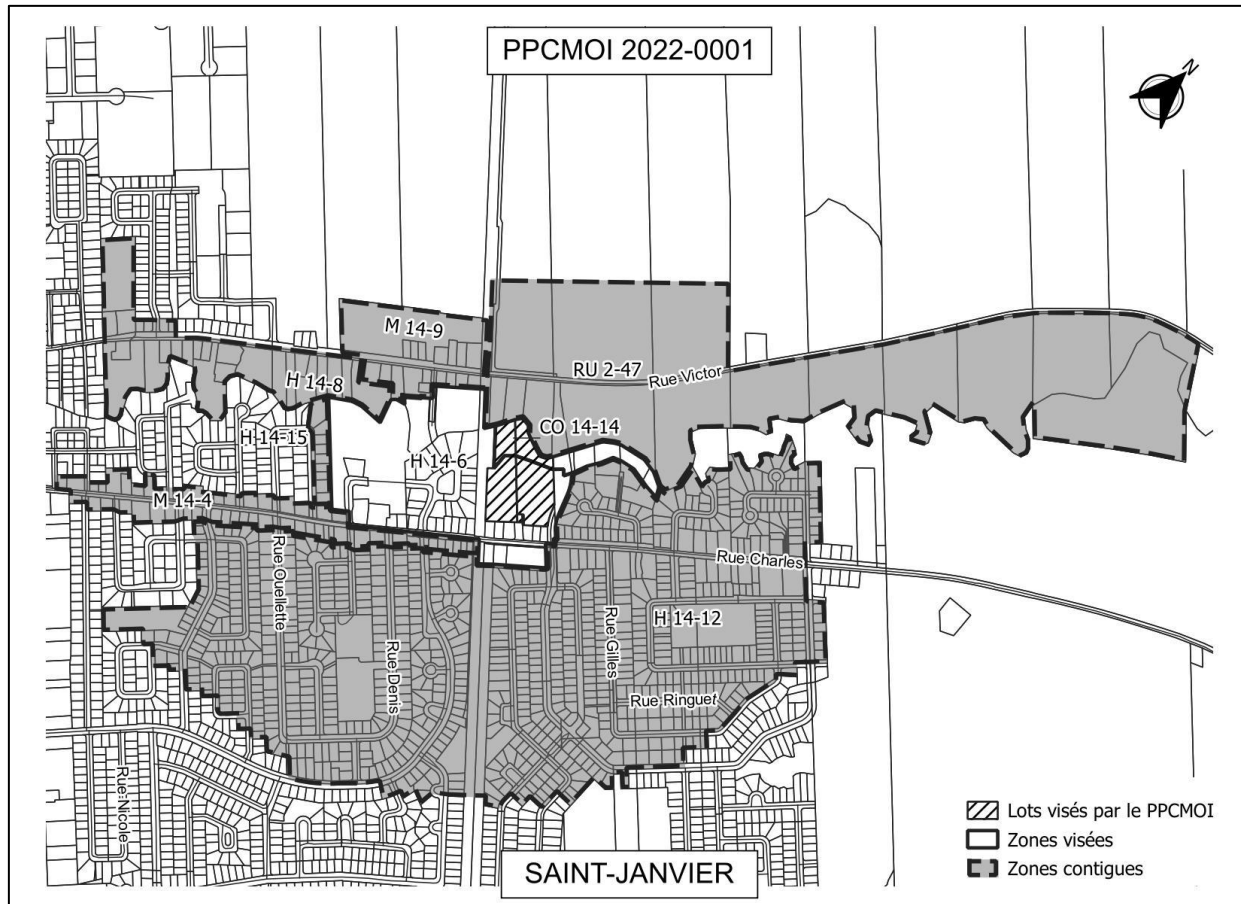 PPCMOI 2022-0001
N
M 14-9
RU 2-47
Rue Victor
H 14-8
CO 14-14
H 14-15
H 14-6
M 14-4
Rue Charles
Rue Ouellette
Rue Denis
Rue Gilles
H 14-12
Rue Ringuet
Rue Nicole
Lots visés par le PPCMOI
Zones visées
Zones contigues
SAINT-JANVIER